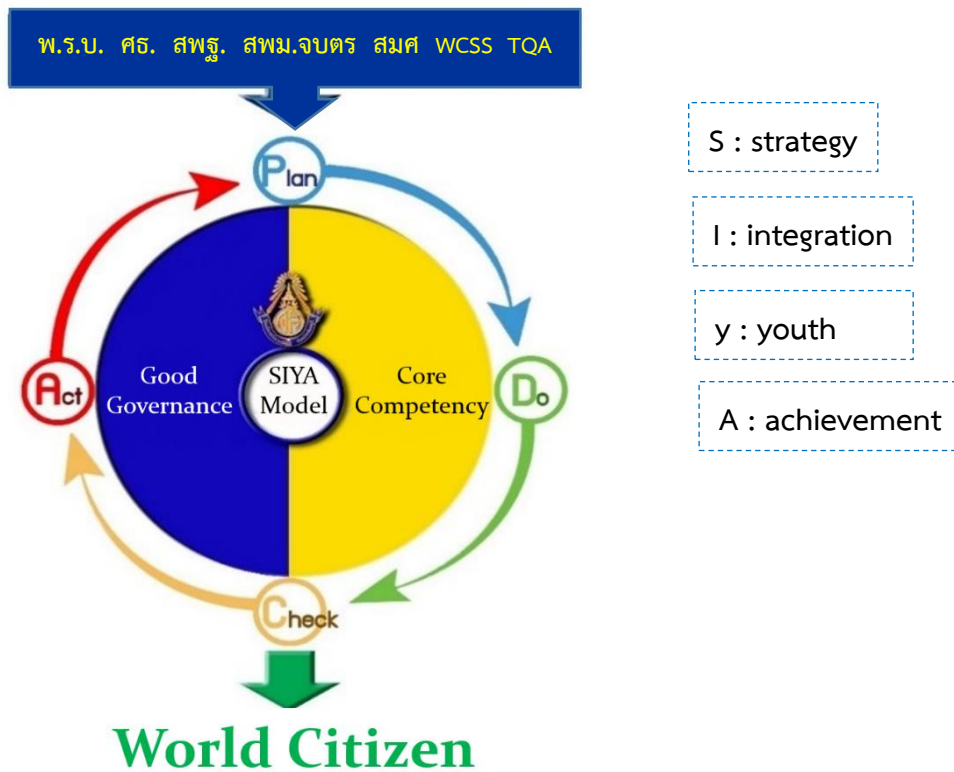 พ.ร.บ. ศธ. สพฐ. สพม.จบตร สมศ WCSS TQA
Plan
S : strategy
I : integration
y : youth
A : achievement
Act
Good
Governance
SIYA
Model
Core
Competency
Do
Check
World Citizen